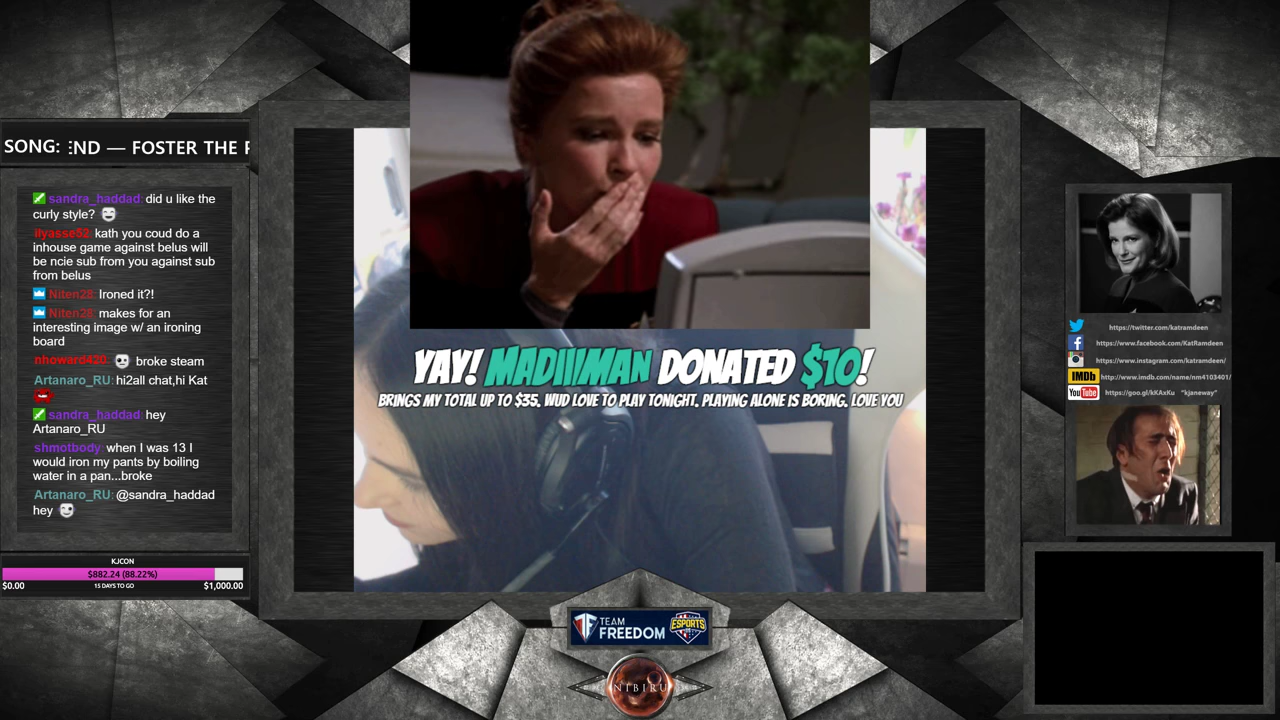 SONG: END — FOSTER THE P
sandra_haddad: did u like the
curly style?
ilyasse52: kath you coud do a
inhouse game against belus will
be ncie sub from you against sub
from belus
Niten28: Ironed it?!
Niten28: makes for an
interesting image w/ an ironing
board
nhoward420: broke steam
Artanaro_RU: hi2all chat,hi Kat
sandra_haddad: hey
Artanaro_RU
shmotbody: when I was 13 I
would iron my pants by boiling
water in a pan...broke
Artanaro_RU: @sandra_haddad
hey
KJCON
$882.24 (88.22%)
$0.00 15 DAYS TO GO $1,000.00
YAY! MADIIIMAN DONATED $10!
BRINGS MY TOTAL UP TO $35. WUD LOVE TO PLAY TONIGHT. PLAYING ALONE IS BORING. LOVE YOU
TEAM
FREEDOM
ESPORTS
NIBIRU
https://twitter.com/katramdeen
https://www.facebook.com/KatRamdeen
https://www.instagram.com/katramdeen/
IMDb http://www.imdb.com/name/nm4103401/
YouTube https://goo.gl/kKAxKu "kjaneway"